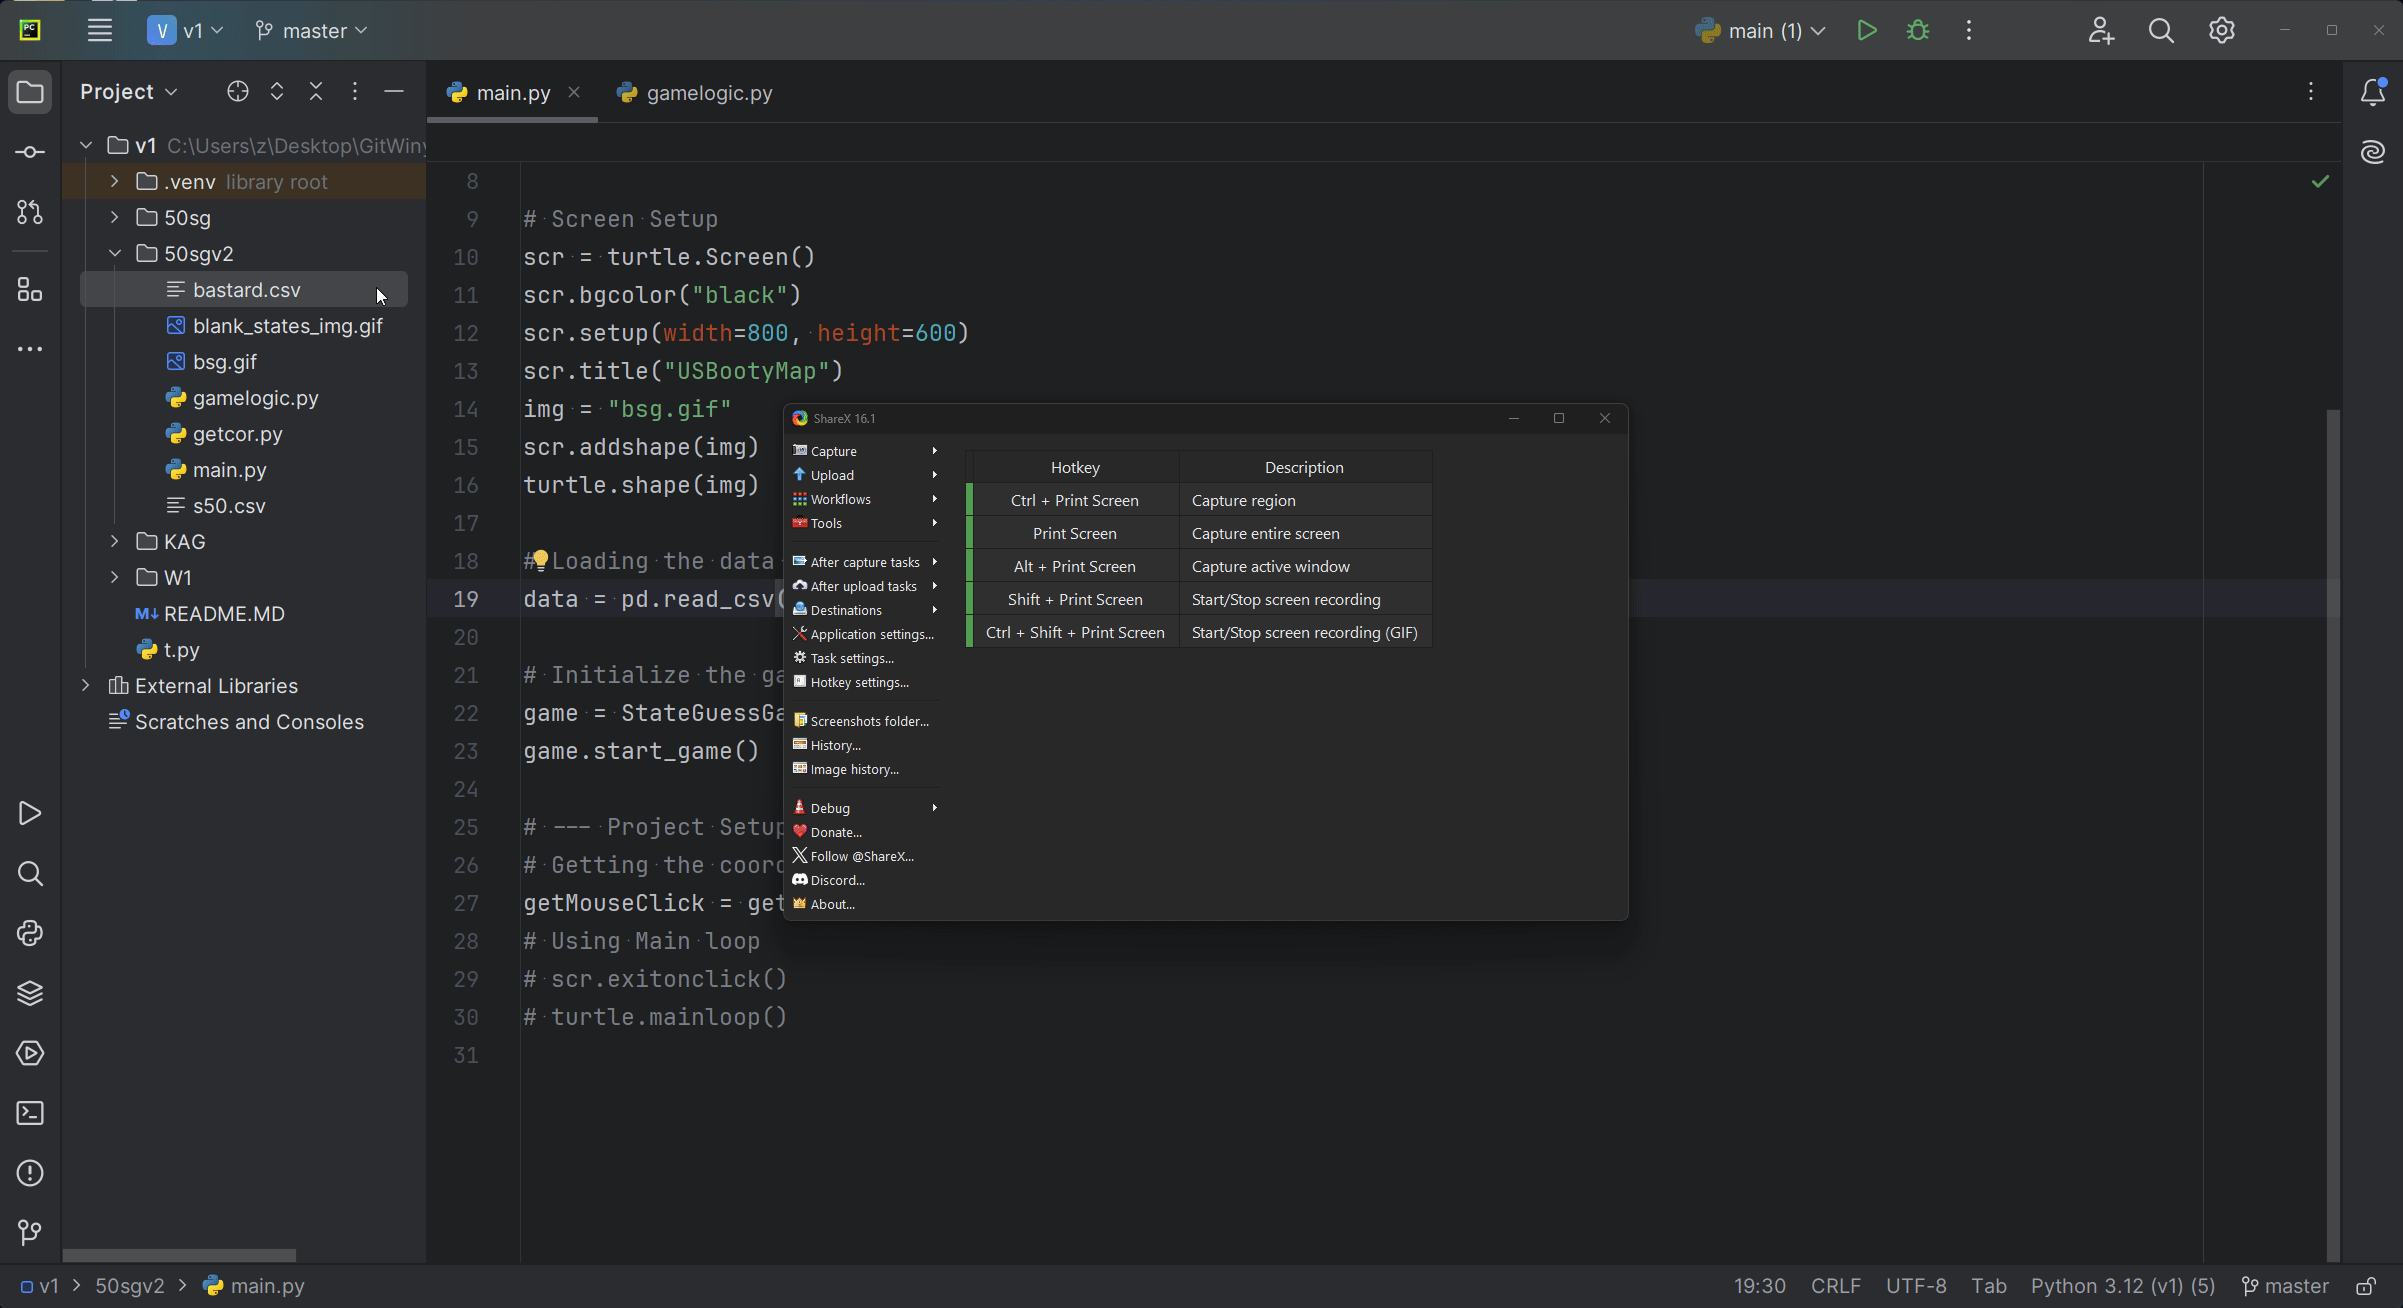 PC
V v1 master
main (1)
Project
main.py
gamelogic.py
v1 C:\Users\z\Desktop\GitWiny
.venv library root
50sg
50sgv2
bastard.csv
blank_states_img.gif
bsg.gif
gamelogic.py
getcor.py
main.py
s50.csv
KAG
W1
M↓ README.MD
t.py
External Libraries
Scratches and Consoles
8
9 # Screen Setup
10 scr = turtle.Screen()
11 scr.bgcolor("black")
12 scr.setup(width=800, height=600)
13 scr.title("USBootyMap")
14 img = "bsg.gif"
15 scr.addshape(img)
16 turtle.shape(img)
17
18 # Loading the data
19 data = pd.read_csv(
20
21 # Initialize the ga
22 game = StateGuessGa
23 game.start_game()
24
25 # --- Project Setup
26 # Getting the coord
27 getMouseClick = get
28 # Using Main loop
29 # scr.exitonclick()
30 # turtle.mainloop()
31
ShareX 16.1
Capture
Upload
Workflows
Tools
After capture tasks
After upload tasks
Destinations
Application settings...
Task settings...
Hotkey settings...
Screenshots folder...
History...
Image history...
Debug
Donate...
Follow @ShareX...
Discord...
About...
Hotkey Description
Ctrl + Print Screen Capture region
Print Screen Capture entire screen
Alt + Print Screen Capture active window
Shift + Print Screen Start/Stop screen recording
Ctrl + Shift + Print Screen Start/Stop screen recording (GIF)
v1 > 50sgv2 > main.py
19:30 CRLF UTF-8 Tab Python 3.12 (v1) (5) master